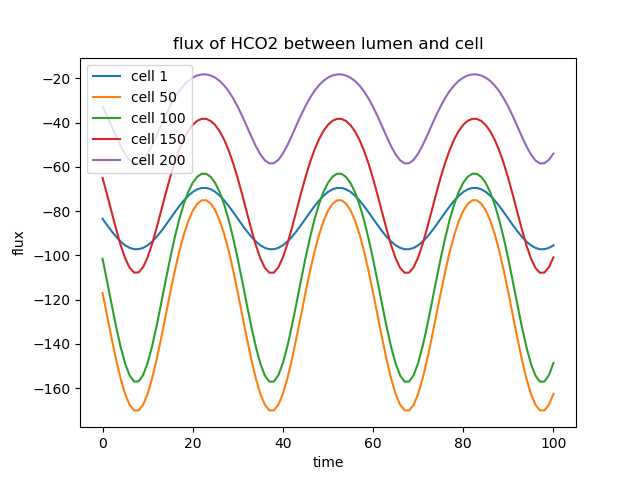 flux of HCO2 between lumen and cell
cell 1
cell 50
cell 100
cell 150
cell 200
−20
−40
−60
−80
−100
−120
−140
−160
flux
0 20 40 60 80 100
time